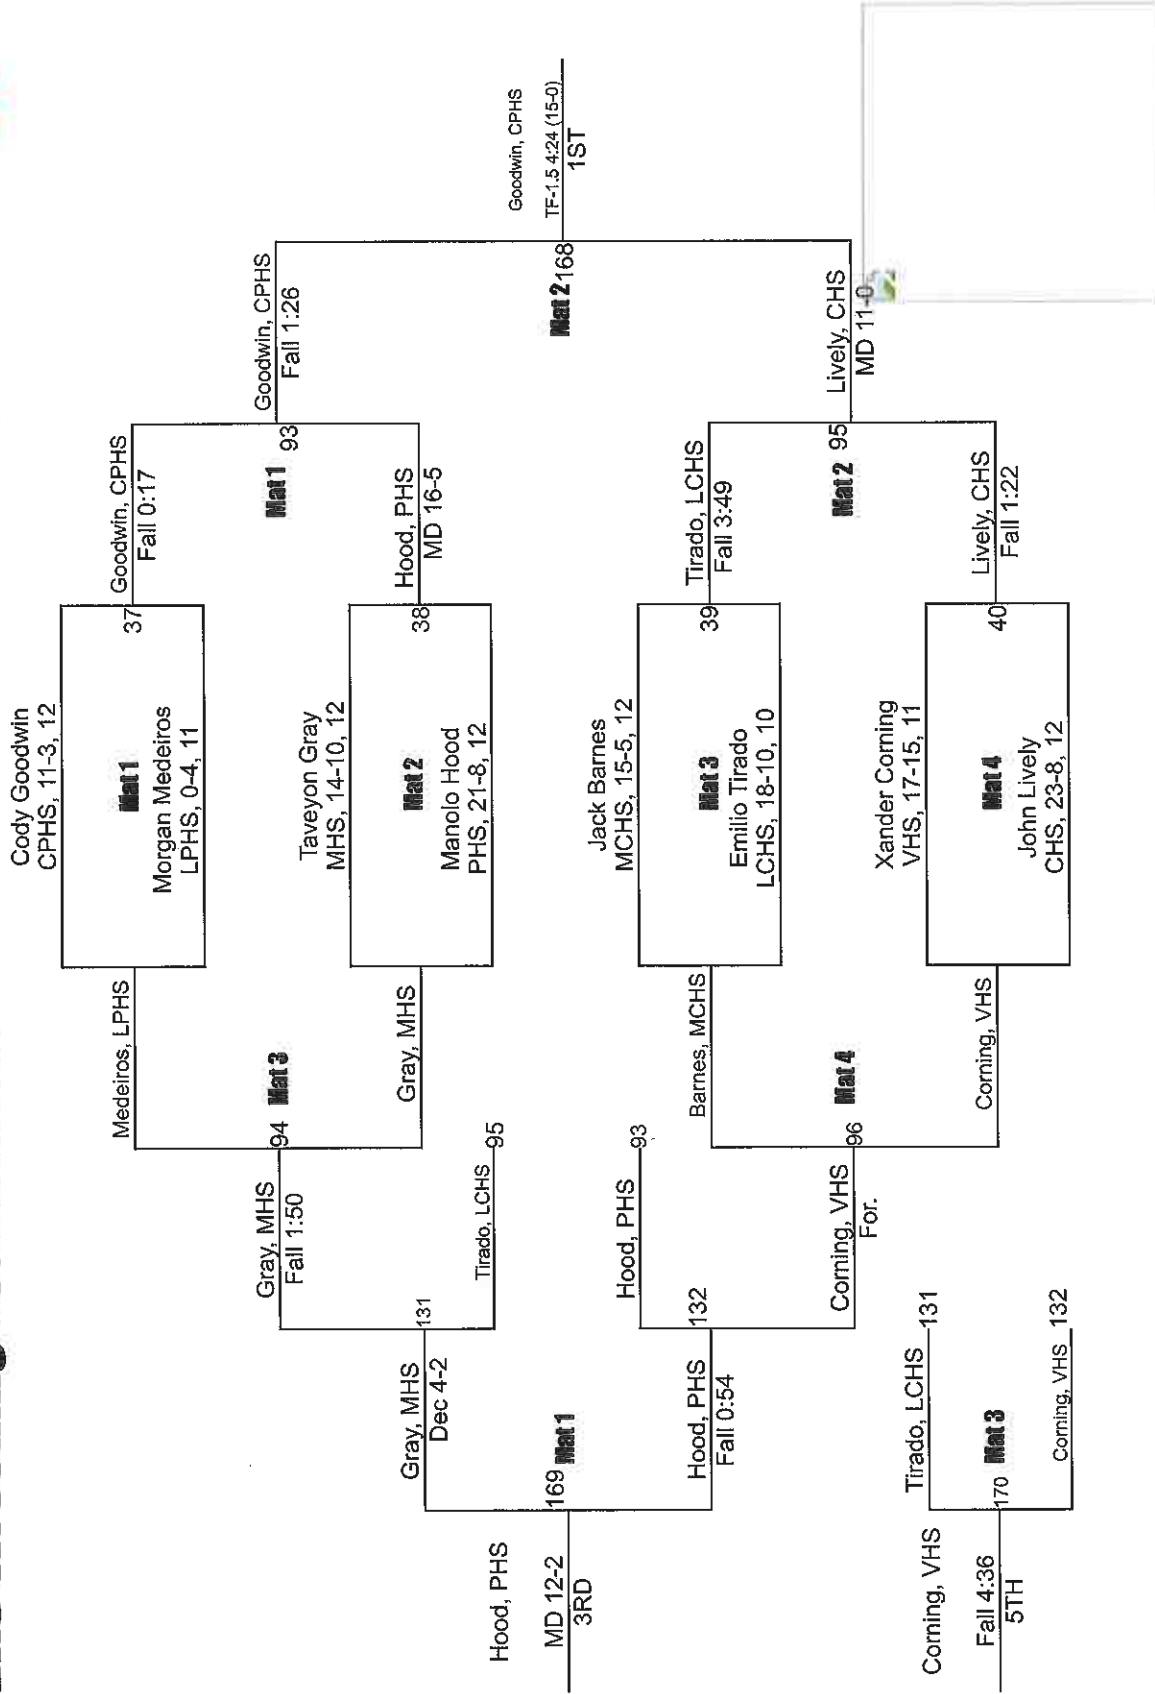 Cody Goodwin
CPHS, 11-3, 12
Mat 1
37
Morgan Medeiros
LPHS, 0-4, 11
Goodwin, CPHS
Fall 0:17
Taveyon Gray
MHS, 14-10, 12
Mat 2
38
Manolo Hood
PHS, 21-8, 12
Hood, PHS
MD 16-5
Mat 1 93
Goodwin, CPHS
Fall 1:26
Jack Barnes
MCHS, 15-5, 12
Mat 3
39
Emilio Tirado
LCHS, 18-10, 10
Tirado, LCHS
Fall 3:49
Xander Corning
VHS, 17-15, 11
Mat 4
40
John Lively
CHS, 23-8, 12
Lively, CHS
Fall 1:22
Mat 2 95
Lively, CHS
MD 11-0
Mat 2 168
Goodwin, CPHS
TF-1.5 4:24 (15-0)
1ST
Medeiros, LPHS
94 Mat 3
Gray, MHS
Gray, MHS
Fall 1:50
131
Tirado, LCHS 95
Gray, MHS
Dec 4-2
Barnes, MCHS
96 Mat 4
Corning, VHS
Hood, PHS 93
132
Corning, VHS
For.
Hood, PHS
Fall 0:54
169 Mat 1
Hood, PHS
MD 12-2
3RD
Tirado, LCHS 131
170 Mat 3
Corning, VHS 132
Corning, VHS
Fall 4:36
5TH